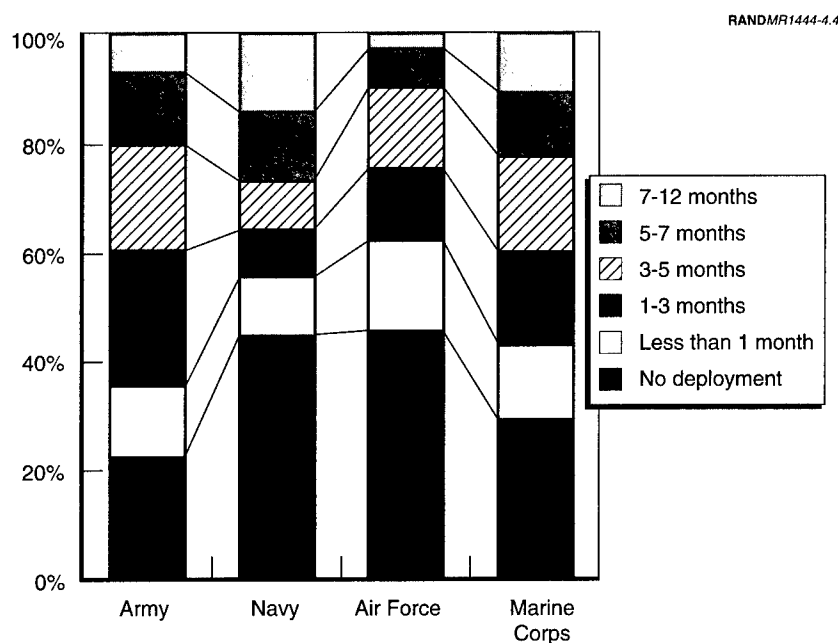 RANDMR1444-4.4
100%
80%
60%
40%
20%
0%
7-12 months
5-7 months
3-5 months
1-3 months
Less than 1 month
No deployment
Army
Navy
Air Force
Marine
Corps